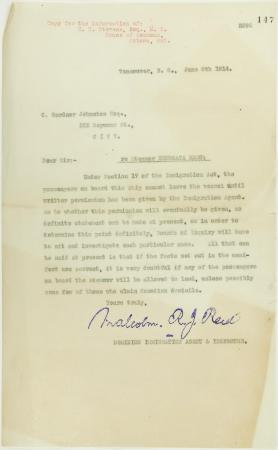 147
Copy for the information of:
H. H. Stevens, Esq., M. P.
House of Commons,
Ottawa, Ont.
Vancouver, B. C., June 8th 1914.
C. Gardner Johnston Esq.,
Seymour St.,
C I T Y.
Dear Sir:- re Steamer KOMAGATA MARU:
Under Section 17 of the Immigration Act, the
passengers on board this ship cannot leave the vessel until
written permission has been given by the Immigration Agent.
As to whether this permission will eventually be given, no
definite statement can be made at present, as in order to
determine this point definitely, Boards of Inquiry will have
to sit and investigate each particular case. All that can
be said at present is that if the facts set out in the mani-
fest are correct, it is very doubtful if any of the passengers
on board the steamer will be allowed to land, unless possibly
some few of those who claim Canadian domicile.
Yours truly,
Malcolm R. J. Reid
DOMINION IMMIGRATION AGENT & INSPECTOR.